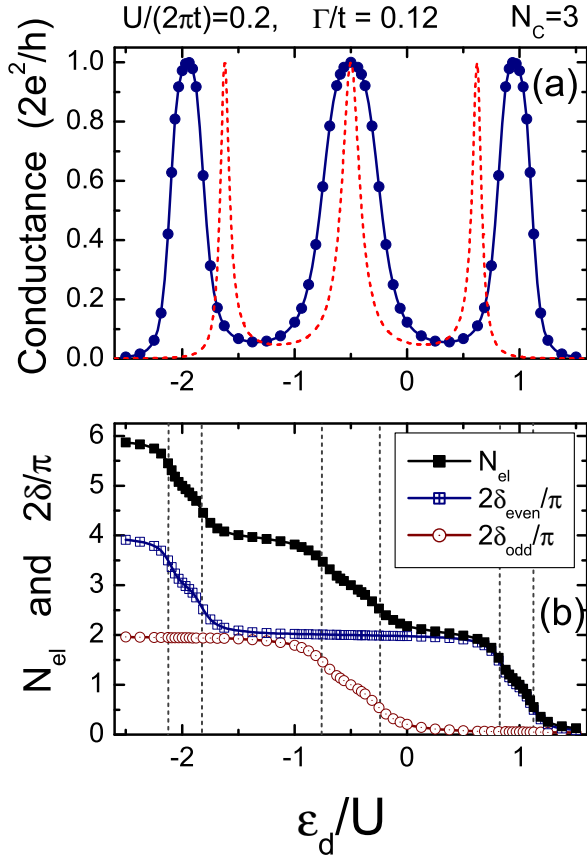 U/(2πt)=0.2, Γ/t = 0.12 N_C=3
Conductance (2e²/h)
1.0
0.8
0.6
0.4
0.2
0.0
(a)
-2 -1 0 1
N_el and 2δ/π
6
5
4
3
2
1
0
N_el
2δ_even/π
2δ_odd/π
(b)
-2 -1 0 1
ε_d/U